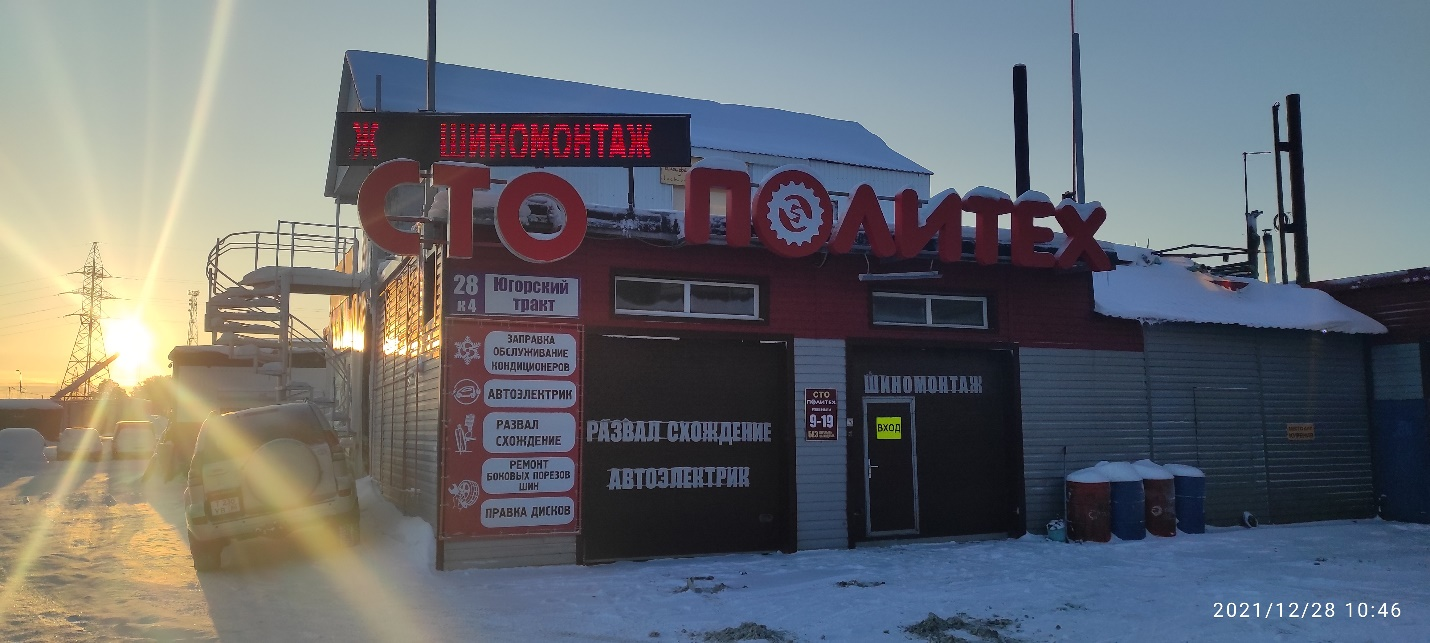 Ж ШИНОМОНТАЖ
СТО ПОЛИТЕХ
28
К4
Югорский
тракт
ЗАПРАВКА
ОБСЛУЖИВАНИЕ
КОНДИЦИОНЕРОВ
АВТОЭЛЕКТРИК
РАЗВАЛ
СХОЖДЕНИЕ
РЕМОНТ
БОКОВЫХ ПОРЕЗОВ
ШИН
ПРАВКА ДИСКОВ
РАЗВАЛ СХОЖДЕНИЕ
АВТОЭЛЕКТРИК
СТО
ПОЛИТЕХ
9-19
БЕЗ
ШИНОМОНТАЖ
ВХОД
2021/12/28 10:46